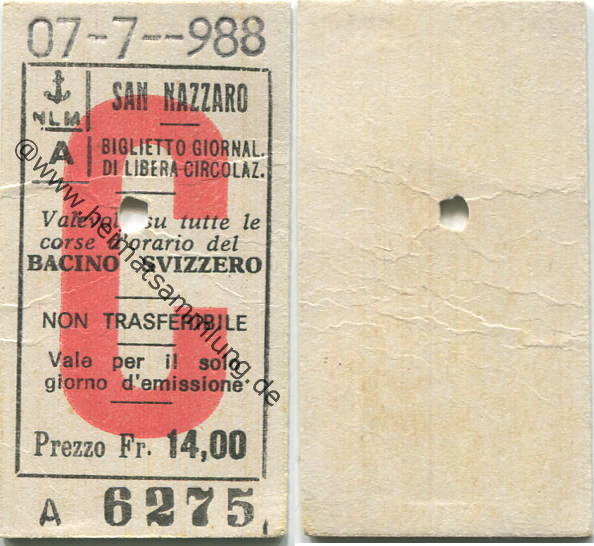 07-7--988
NLM
SAN NAZZARO
A
BIGLIETTO GIORNAL.
DI LIBERA CIRCOLAZ.
C
su tutte le
corse d'orario del
BACINO SVIZZERO
NON TRASFERIBILE
Vale per il solo
giorno d'emissione
Prezzo Fr. 14,00
A 6275
@www.heimatsammlung.de